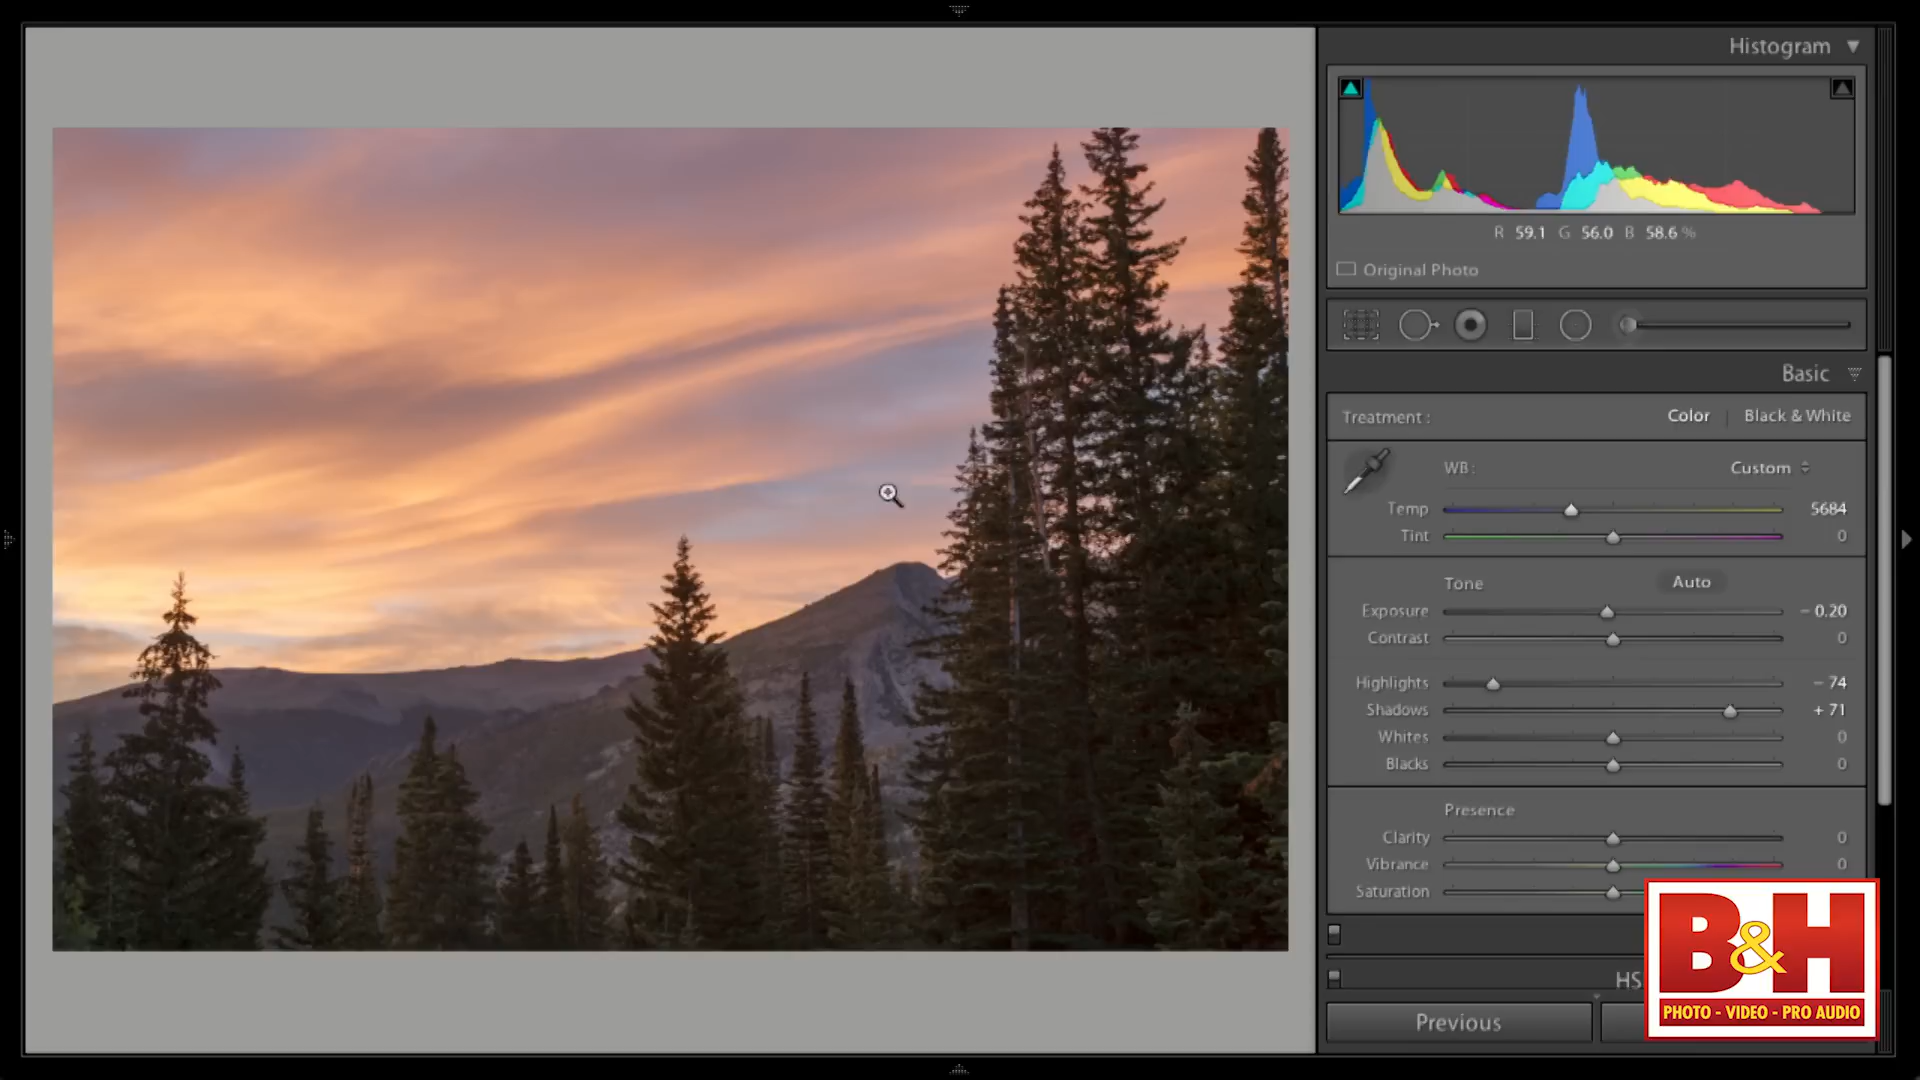 Histogram
R 59.1 G 56.0 B 58.6 %
Original Photo
Basic
Treatment : Color | Black & White
WB : Custom
Temp 5684
Tint 0
Tone Auto
Exposure − 0.20
Contrast 0
Highlights − 74
Shadows + 71
Whites 0
Blacks 0
Presence
Clarity 0
Vibrance 0
Saturation
HS
Previous
B&H
PHOTO - VIDEO - PRO AUDIO